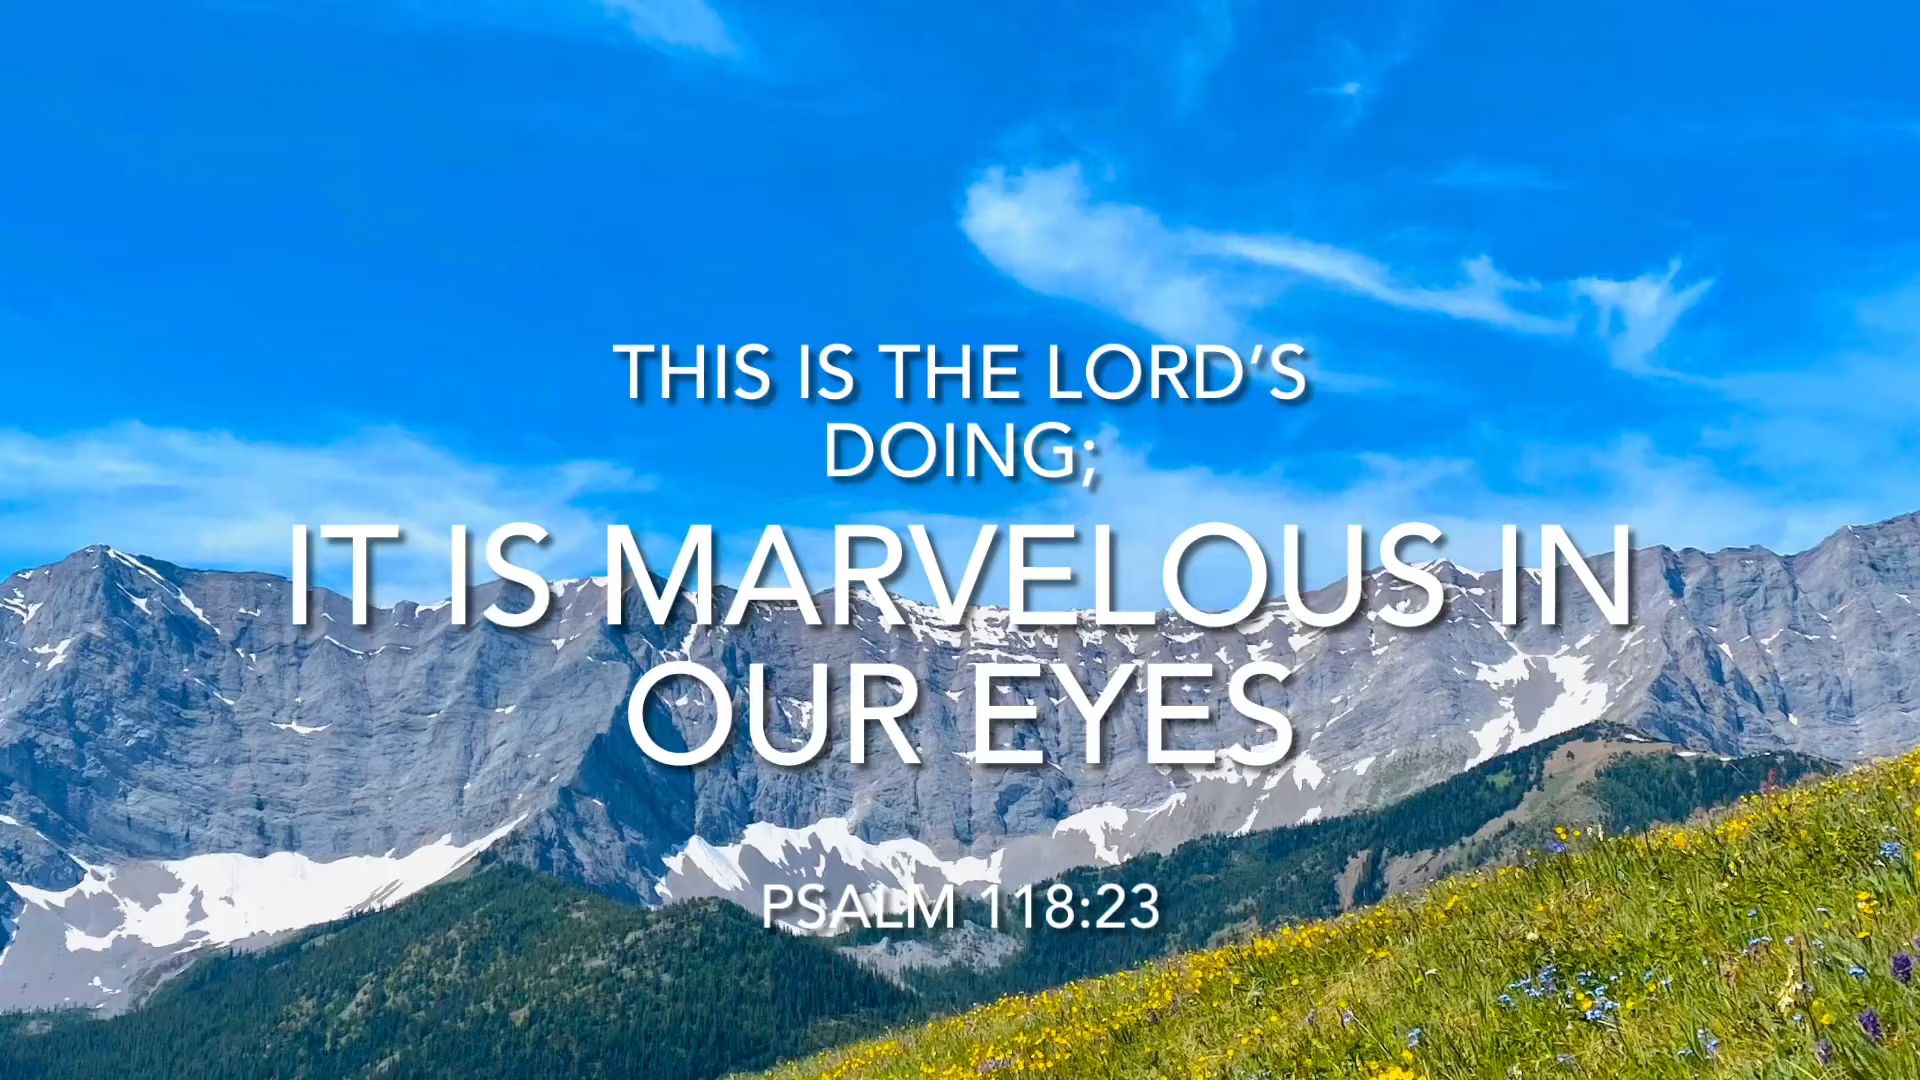 THIS IS THE LORD’S
DOING;
IT IS MARVELOUS IN
OUR EYES
PSALM 118:23